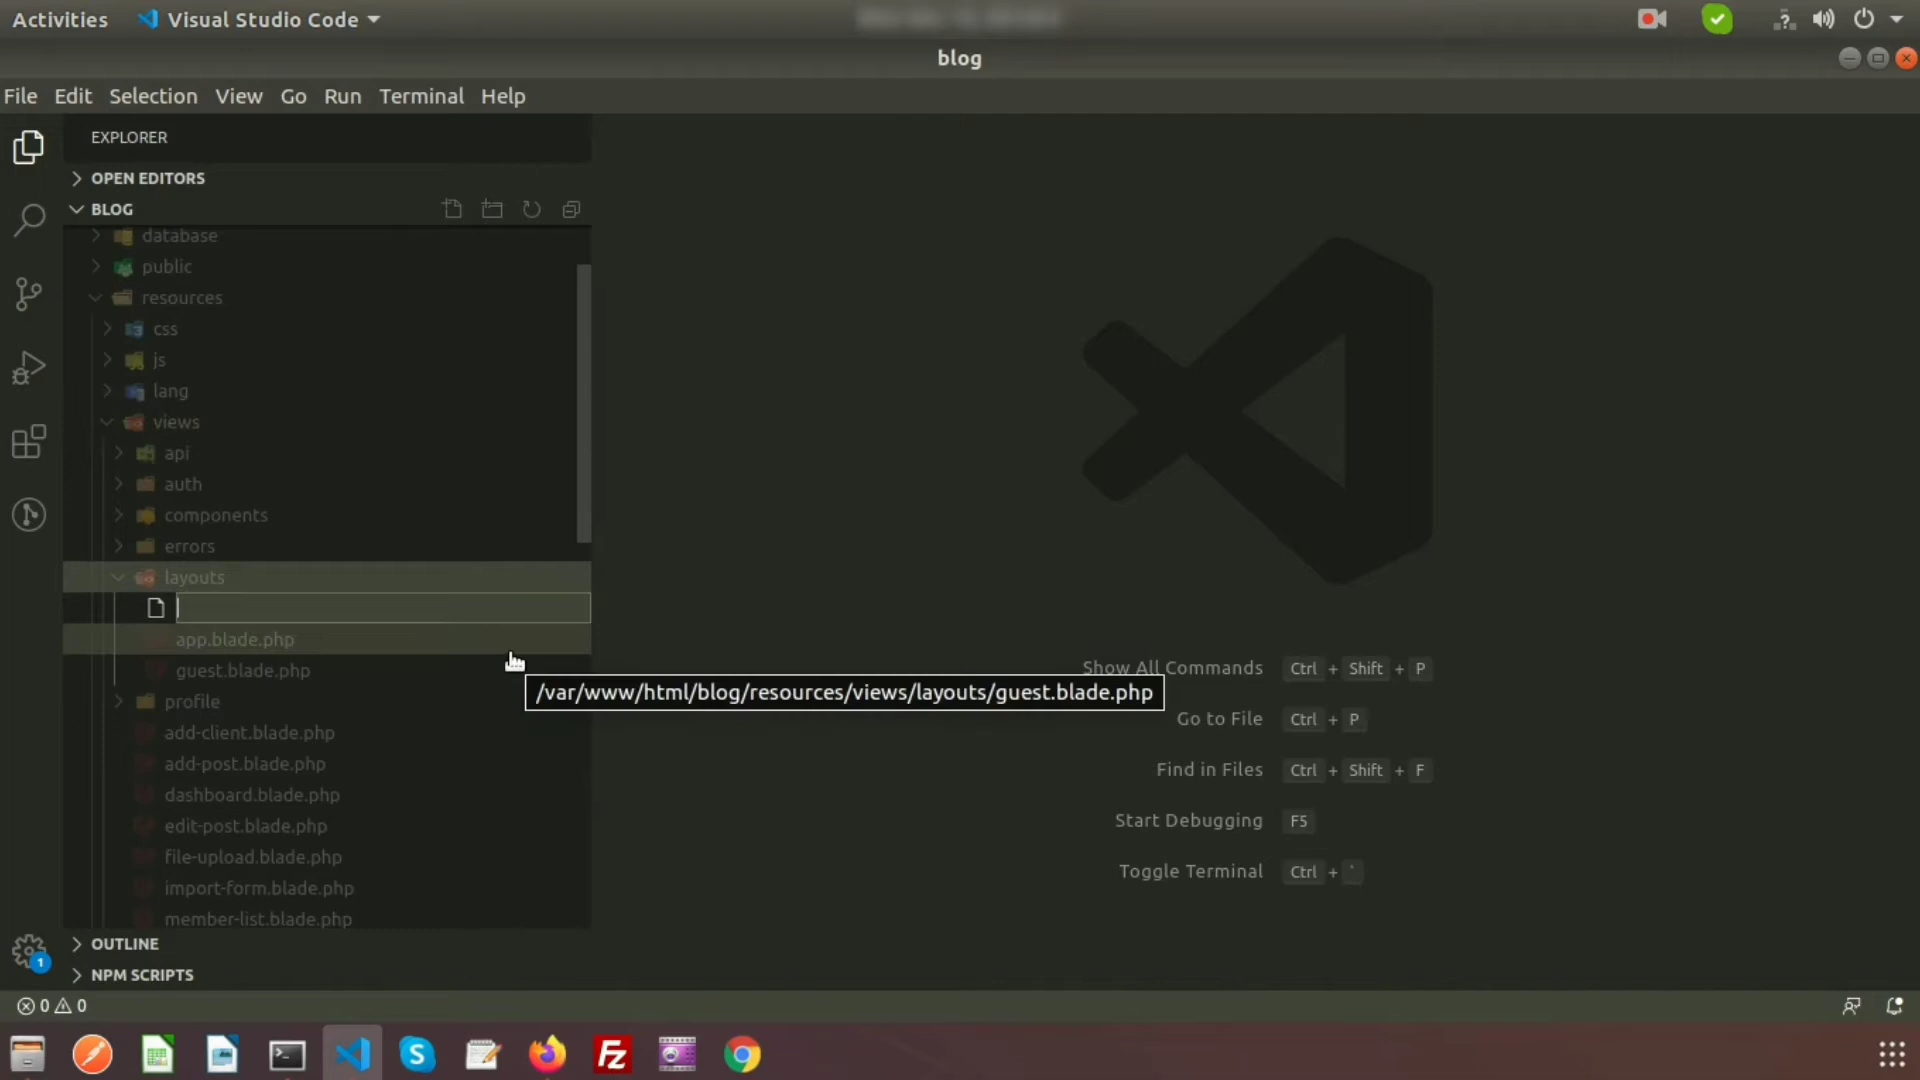 Activities Visual Studio Code
blog
File Edit Selection View Go Run Terminal Help
EXPLORER
OPEN EDITORS
BLOG
database
public
resources
css
js
lang
views
api
auth
components
errors
layouts
app.blade.php
guest.blade.php
/var/www/html/blog/resources/views/layouts/guest.blade.php
profile
add-client.blade.php
add-post.blade.php
dashboard.blade.php
edit-post.blade.php
file-upload.blade.php
import-form.blade.php
member-list.blade.php
Show All Commands Ctrl + Shift + P
Go to File Ctrl + P
Find in Files Ctrl + Shift + F
Start Debugging F5
Toggle Terminal Ctrl + `
OUTLINE
NPM SCRIPTS
1
0 0